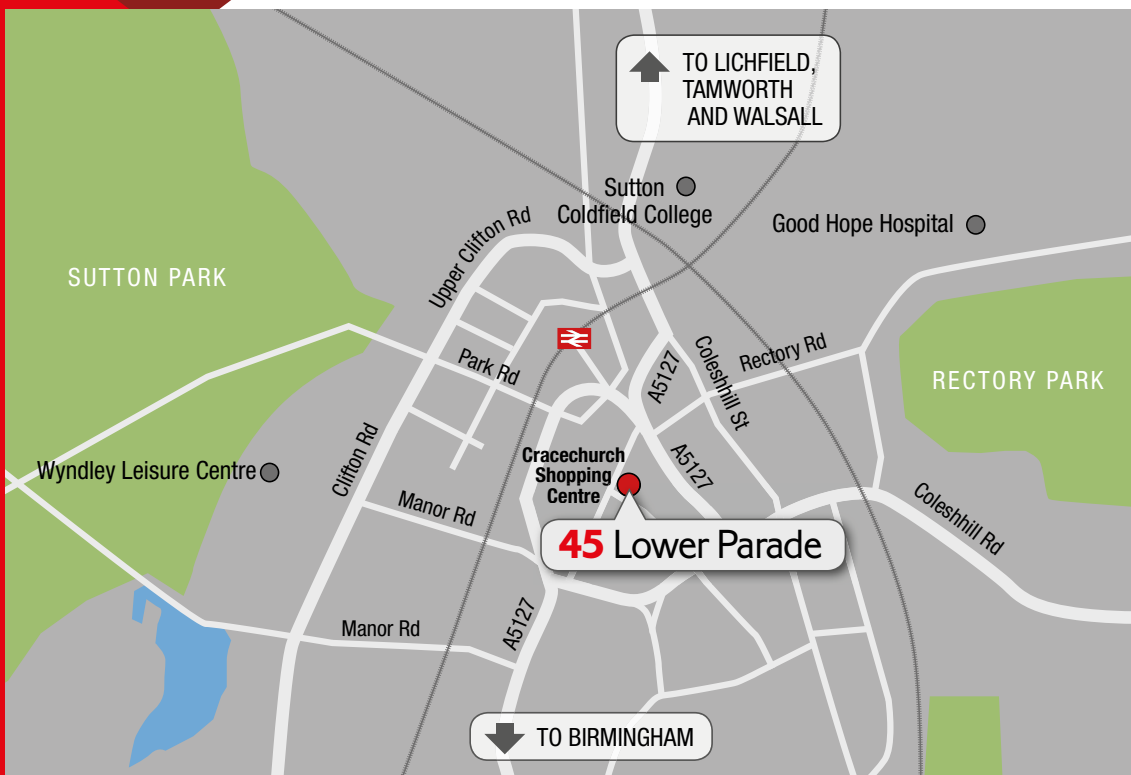 TO LICHFIELD,
TAMWORTH
AND WALSALL
Sutton
Coldfield College
Good Hope Hospital
Upper Clifton Rd
SUTTON PARK
Park Rd
A5127
Coleshhill St
Rectory Rd
RECTORY PARK
Wyndley Leisure Centre
Clifton Rd
Cracechurch
Shopping
Centre
A5127
Manor Rd
45 Lower Parade
Coleshhill Rd
Manor Rd
A5127
TO BIRMINGHAM